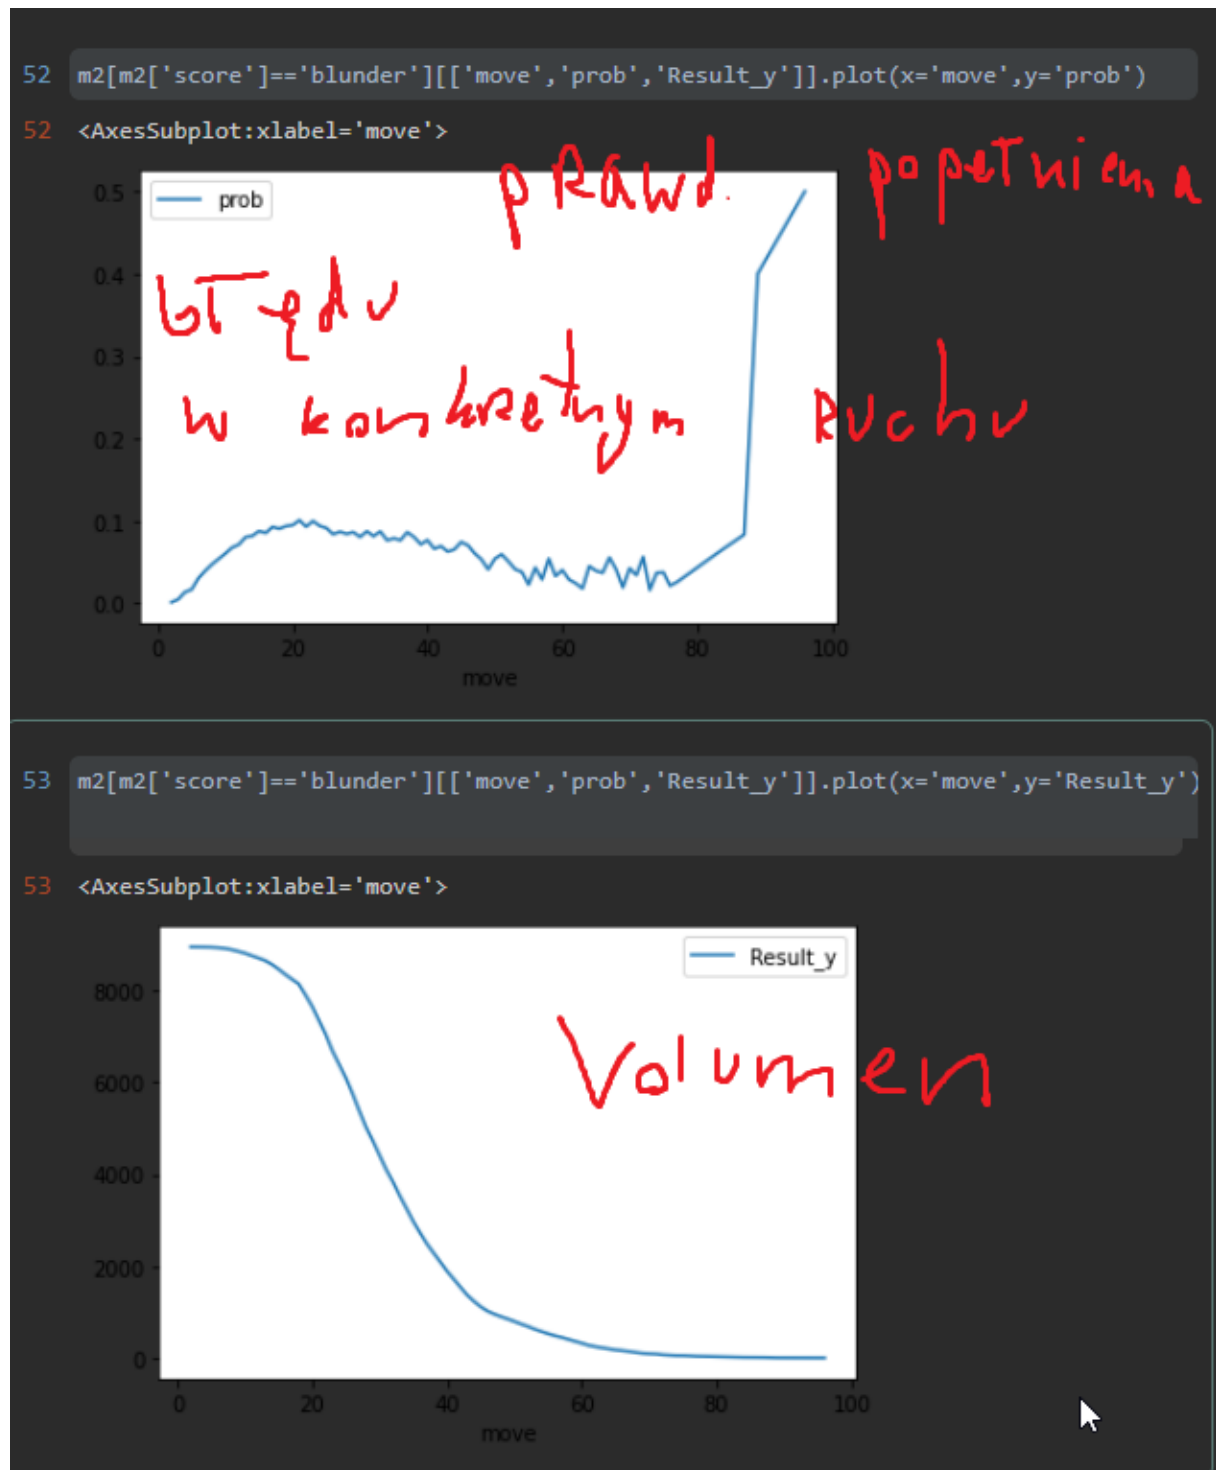 52 m2[m2['score']=='blunder'][['move','prob','Result_y']].plot(x='move',y='prob')
52 <AxesSubplot:xlabel='move'>
prawd. popełnienia
błędu
w konkretnym ruchu
prob
0.5
0.4
0.3
0.2
0.1
0.0
0 20 40 60 80 100
move
53 m2[m2['score']=='blunder'][['move','prob','Result_y']].plot(x='move',y='Result_y')
53 <AxesSubplot:xlabel='move'>
Result_y
Volumen
8000
6000
4000
2000
0
0 20 40 60 80 100
move